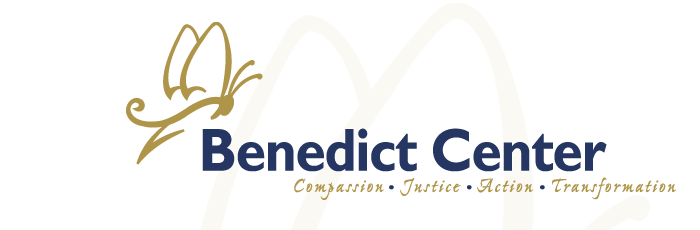 Benedict Center
Compassion • Justice • Action • Transformation